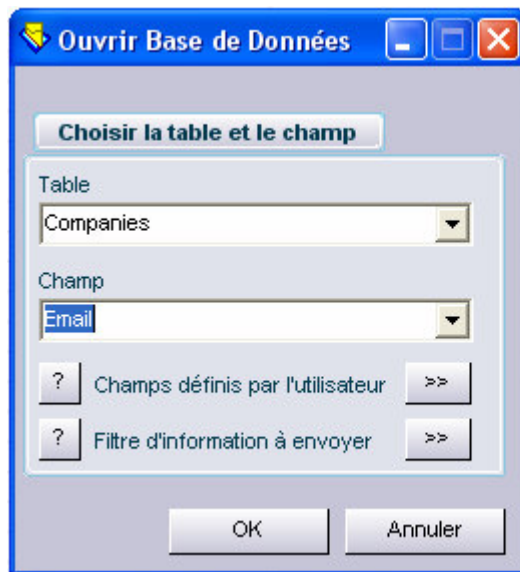 Ouvrir Base de Données
Choisir la table et le champ
Table
Companies
Champ
Email
? Champs définis par l'utilisateur >>
? Filtre d'information à envoyer >>
OK Annuler